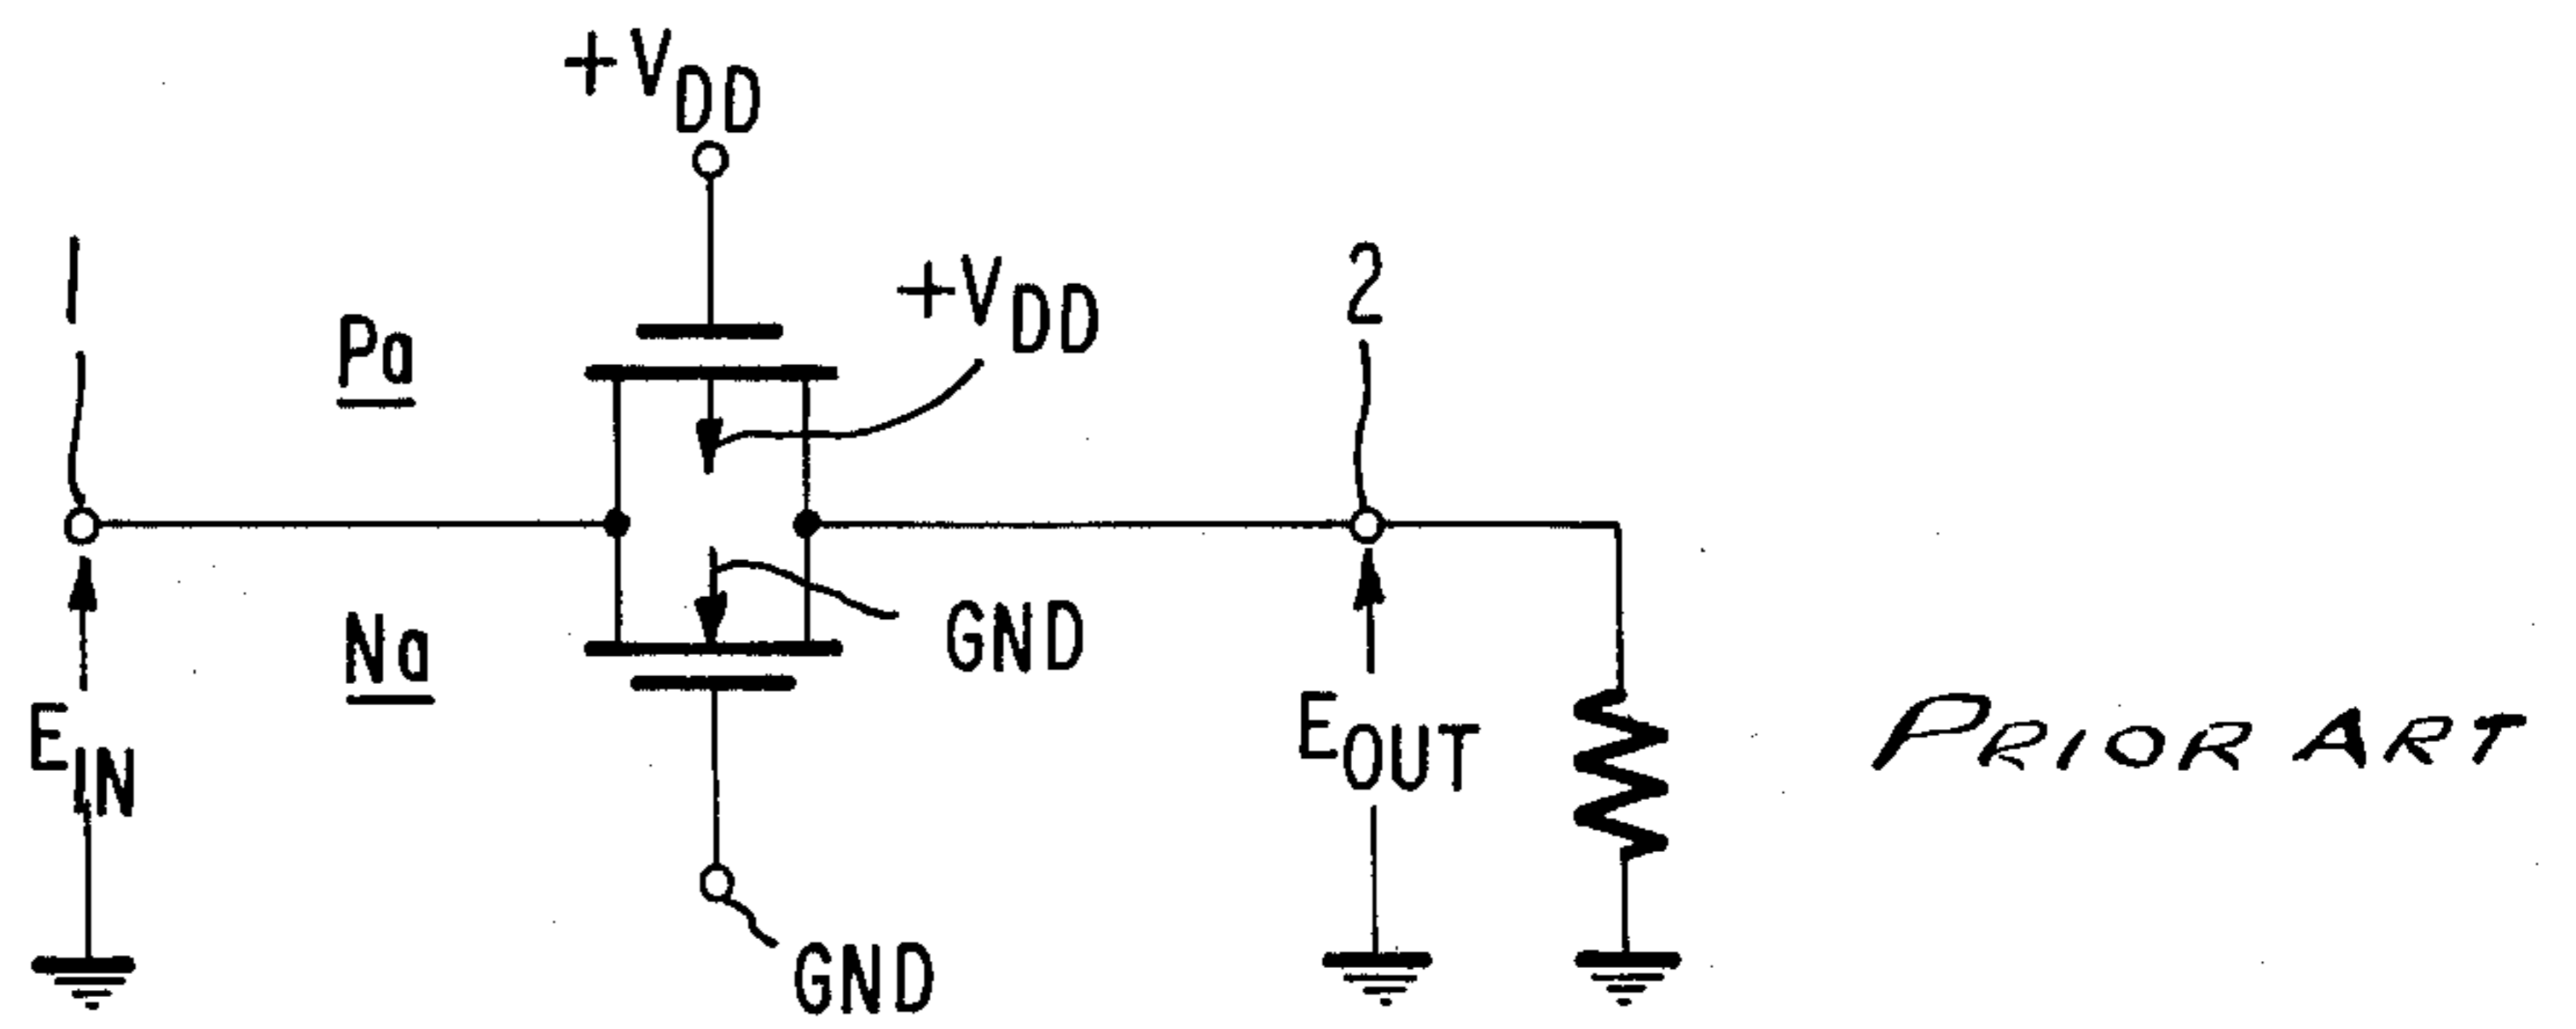 +VDD
1
Pa
+VDD
2
Na
GND
EIN
EOUT
PRIOR ART
GND